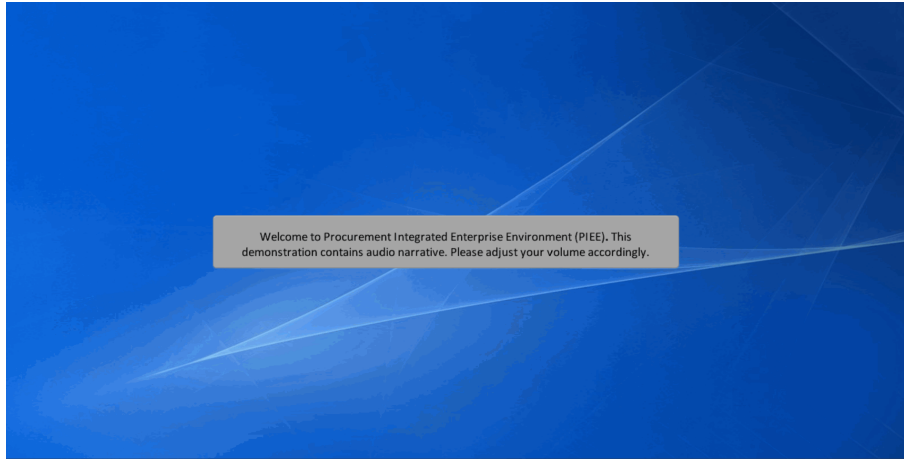 Welcome to Procurement Integrated Enterprise Environment (PIEE). This
demonstration contains audio narrative. Please adjust your volume accordingly.